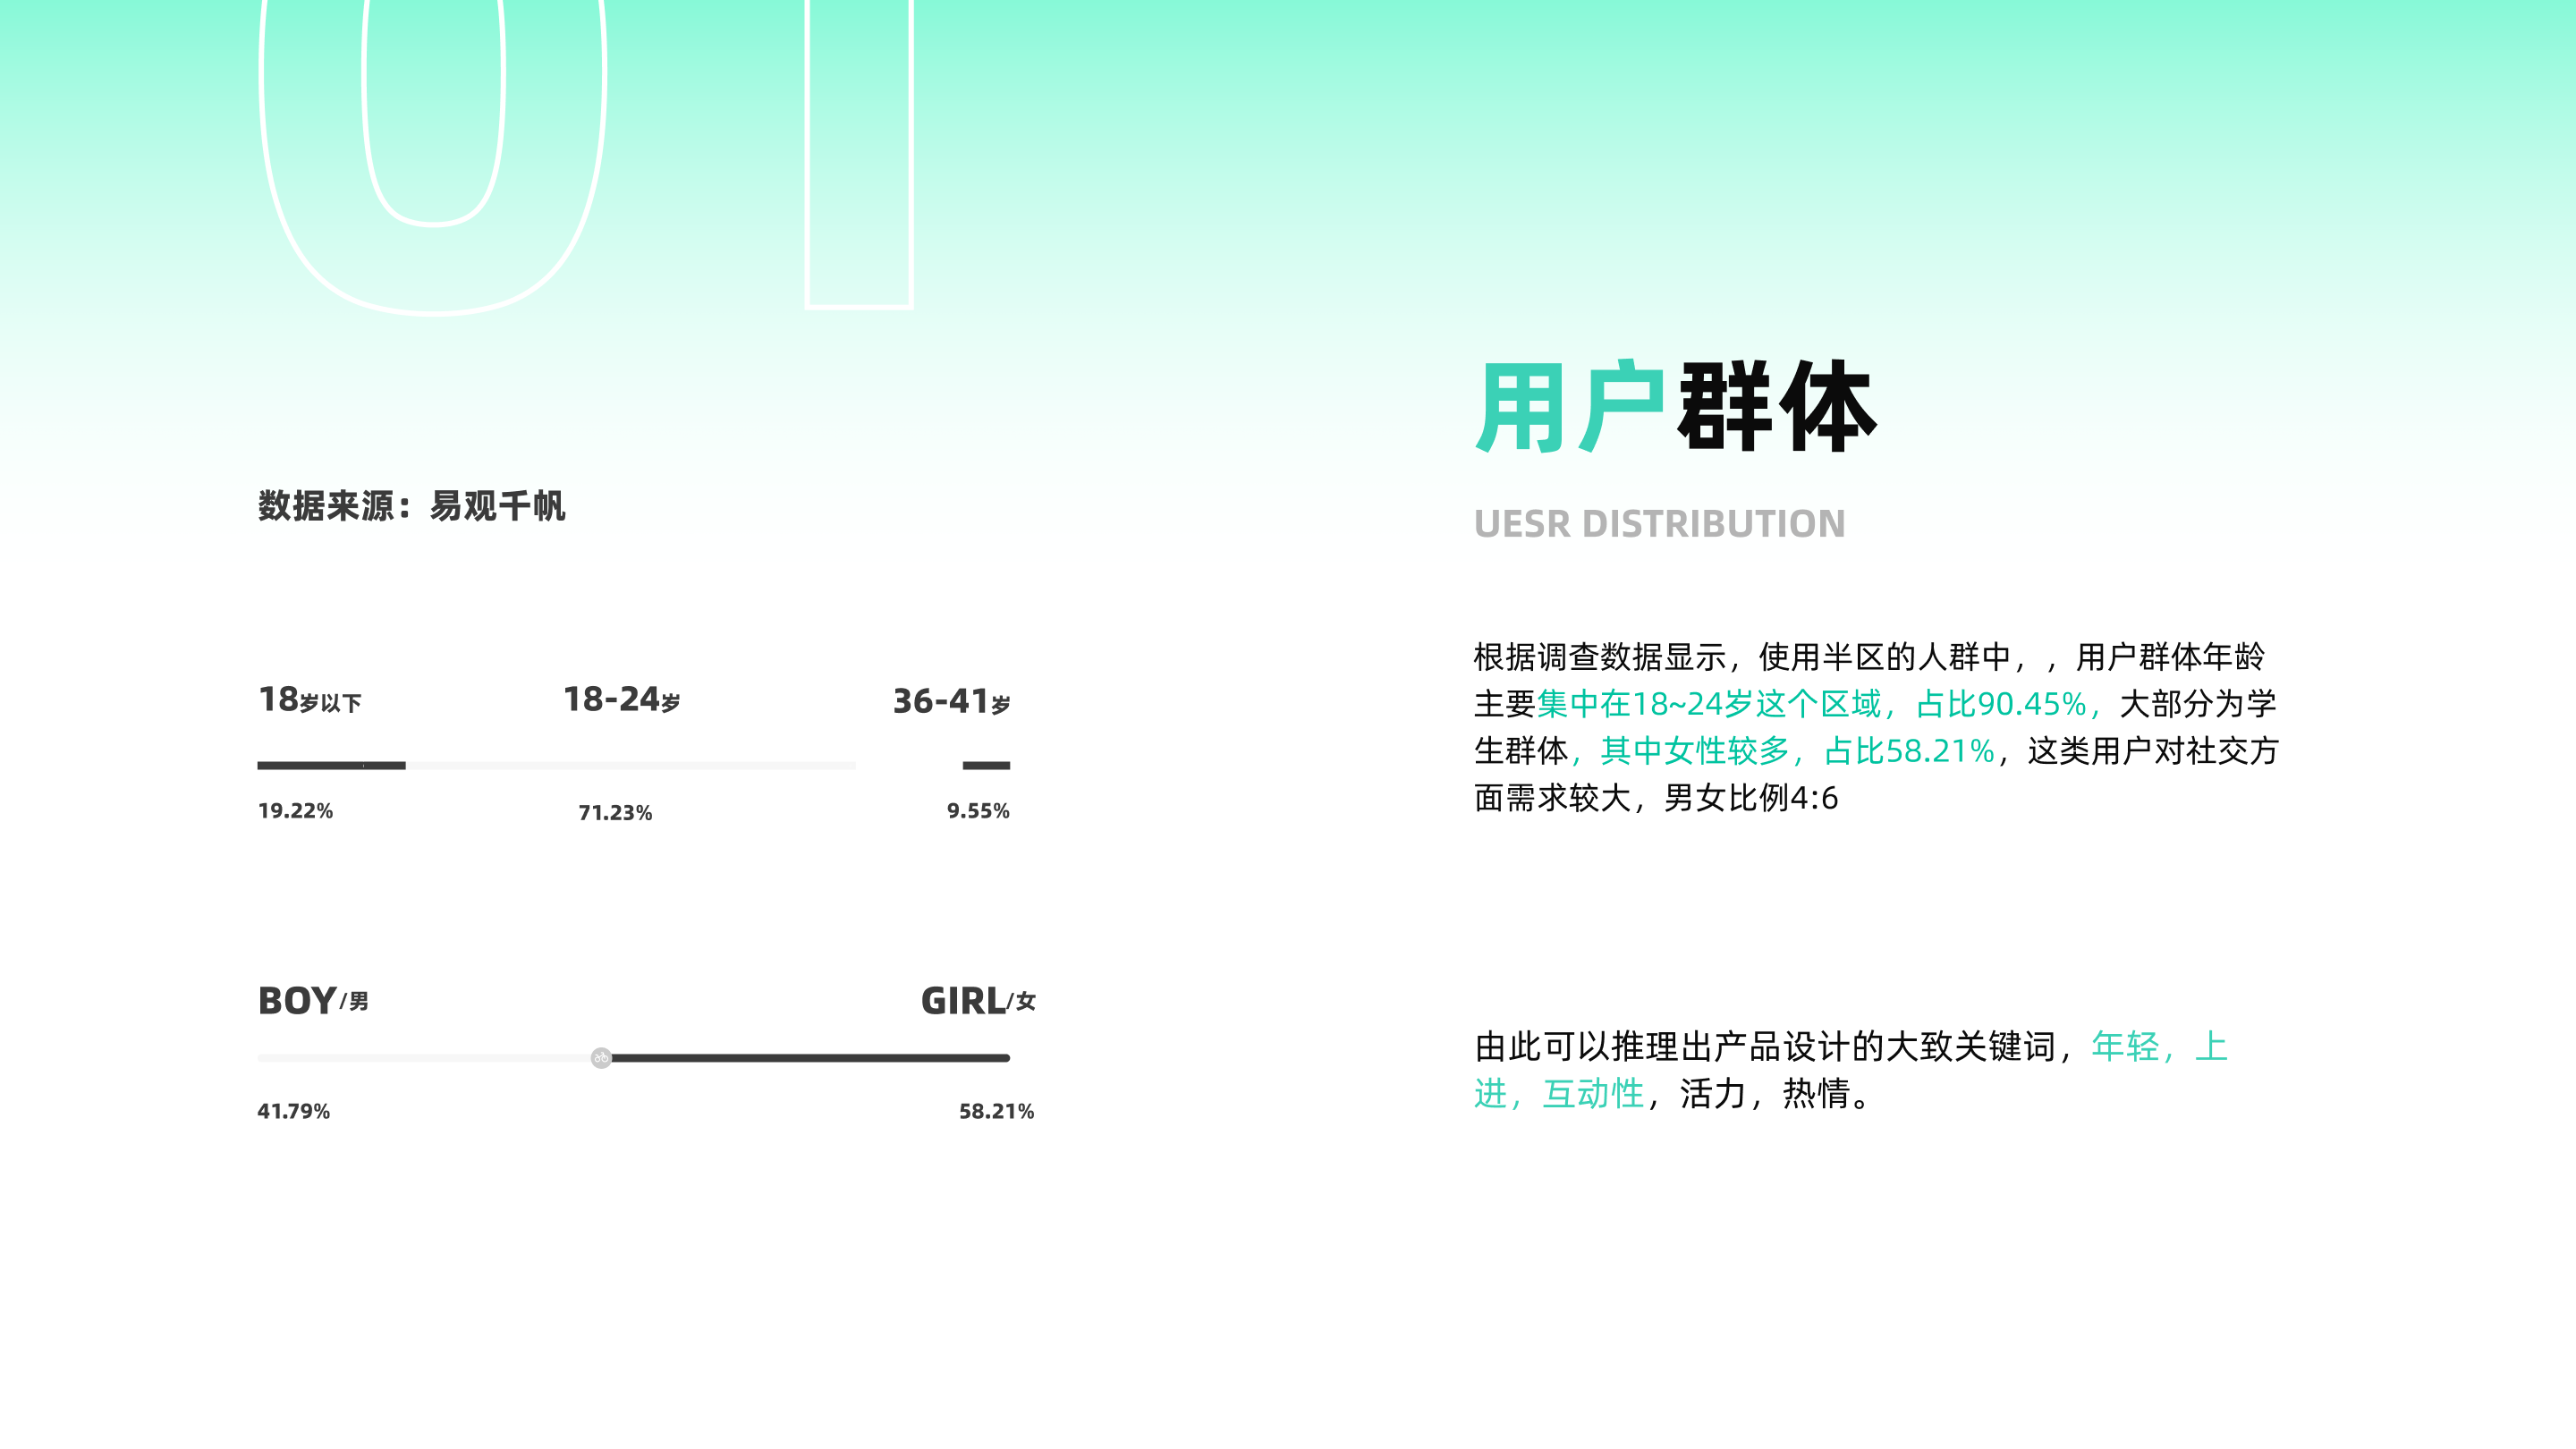 01
数据来源：易观千帆
18岁以下
18-24岁
36-41岁
19.22%
71.23%
9.55%
BOY/男
GIRL/女
41.79%
58.21%
用户群体
UESR DISTRIBUTION
根据调查数据显示，使用半区的人群中，，用户群体年龄
主要集中在18~24岁这个区域，占比90.45%，大部分为学
生群体，其中女性较多，占比58.21%，这类用户对社交方
面需求较大，男女比例4:6
由此可以推理出产品设计的大致关键词，年轻，上
进，互动性，活力，热情。